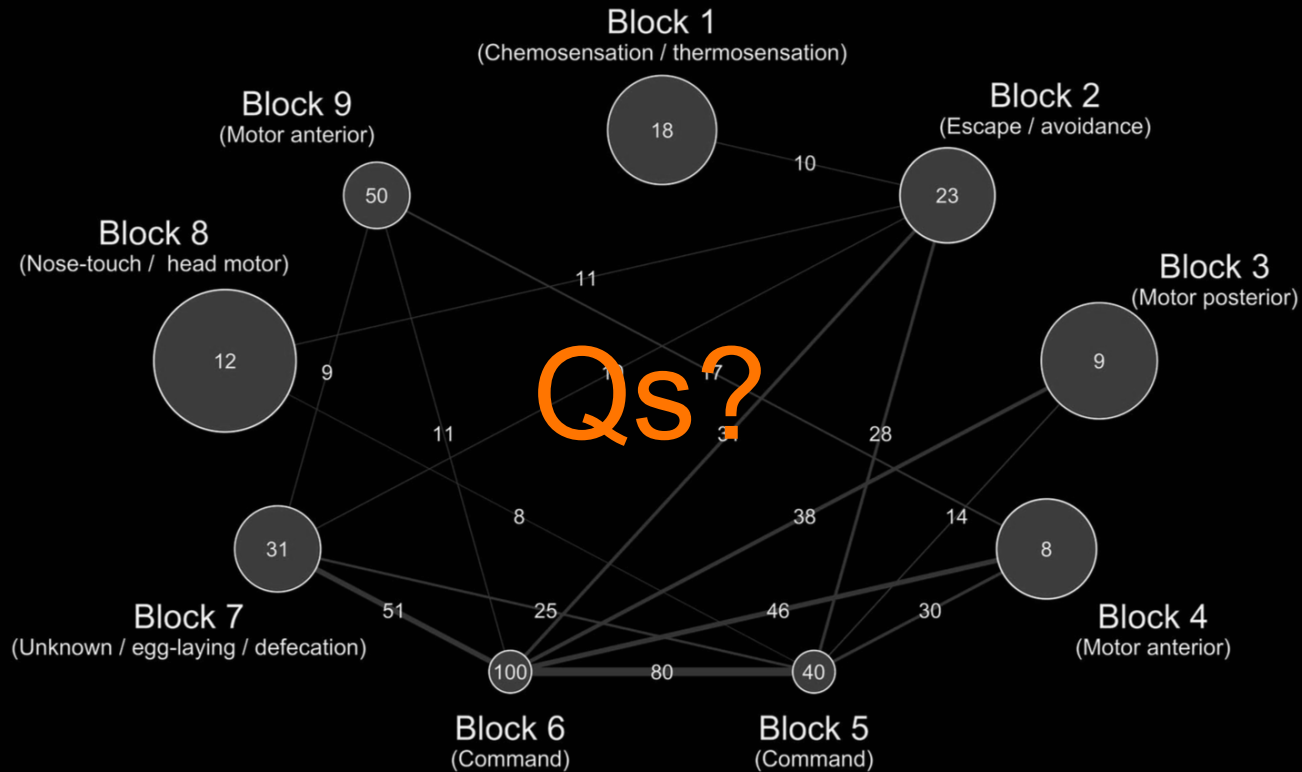 Block 1
(Chemosensation / thermosensation)
Block 9
(Motor anterior)
Block 2
(Escape / avoidance)
18
10
50
23
Block 8
(Nose-touch / head motor)
11
Block 3
(Motor posterior)
12
9
17
9
Qs?
11
28
8
38
14
31
8
51
25
46
30
Block 7
(Unknown / egg-laying / defecation)
Block 4
(Motor anterior)
100
80
40
Block 6
(Command)
Block 5
(Command)